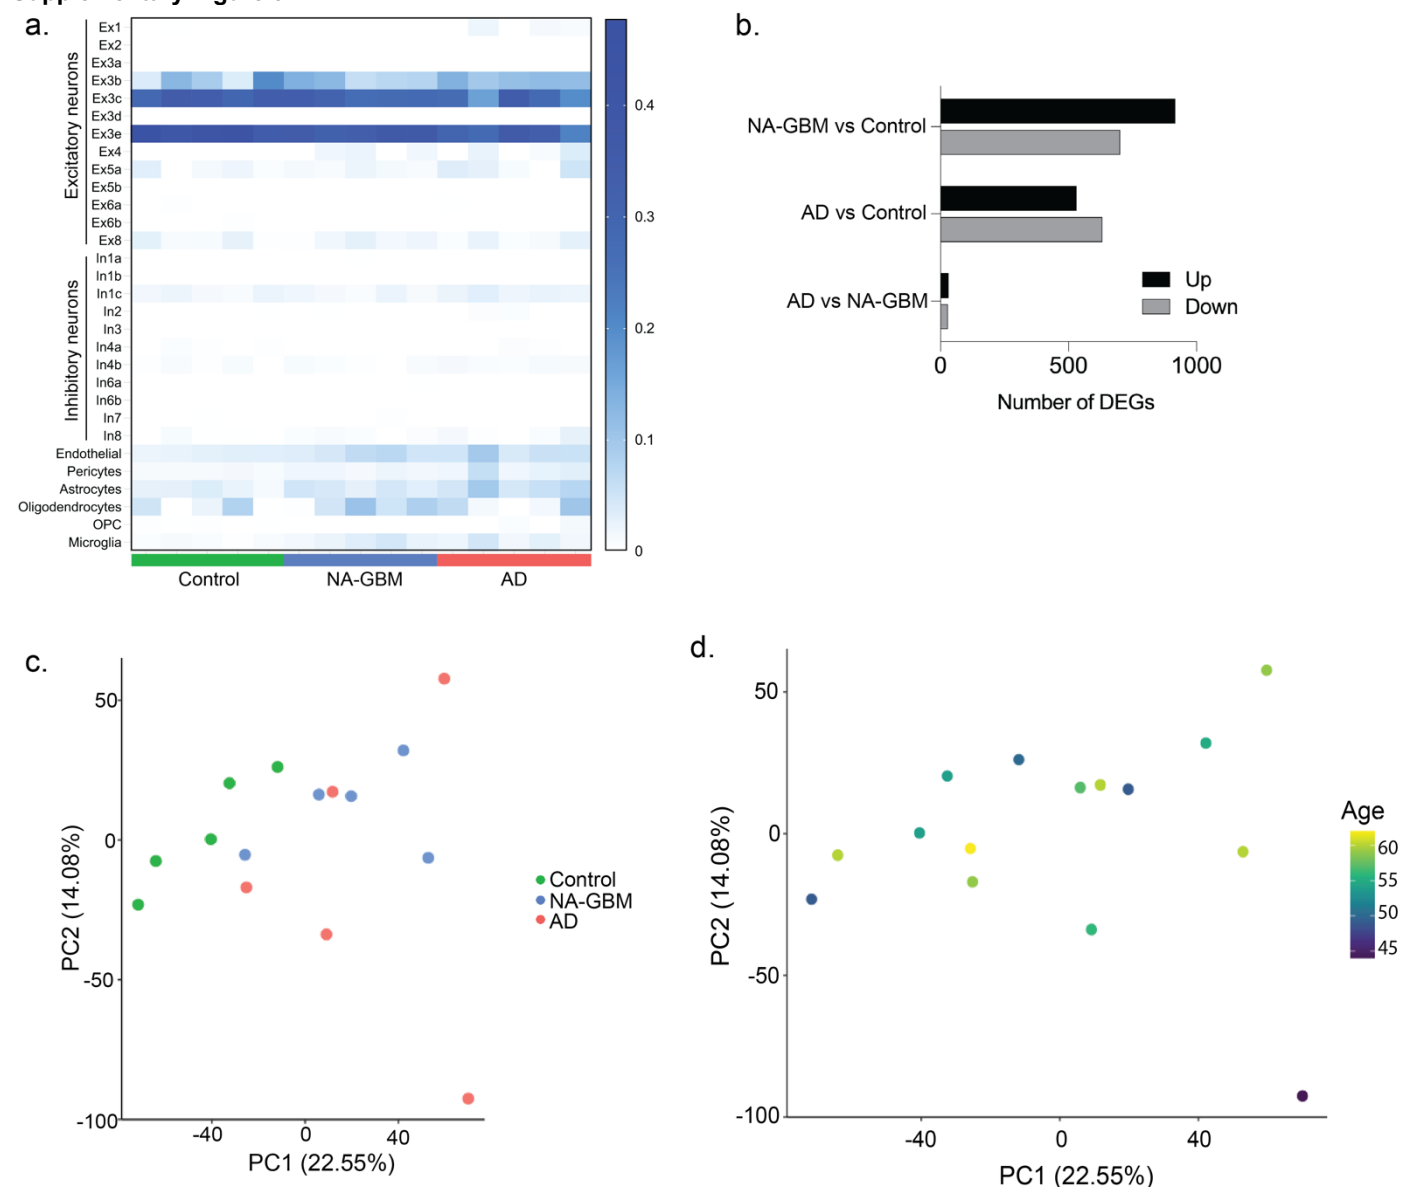 a.
Excitatory neurons
Ex1
Ex2
Ex3a
Ex3b
Ex3c
Ex3d
Ex3e
Ex4
Ex5a
Ex5b
Ex6a
Ex6b
Ex8
Inhibitory neurons
In1a
In1b
In1c
In2
In3
In4a
In4b
In6a
In6b
In7
In8
Endothelial
Pericytes
Astrocytes
Oligodendrocytes
OPC
Microglia
Control NA-GBM AD
0.4
0.3
0.2
0.1
0
b.
NA-GBM vs Control
AD vs Control
AD vs NA-GBM
Up
Down
0 500 1000
Number of DEGs
c.
PC2 (14.08%)
50
0
-50
-100
-40 0 40
PC1 (22.55%)
Control
NA-GBM
AD
d.
PC2 (14.08%)
50
0
-50
-100
-40 0 40
PC1 (22.55%)
Age
60
55
50
45